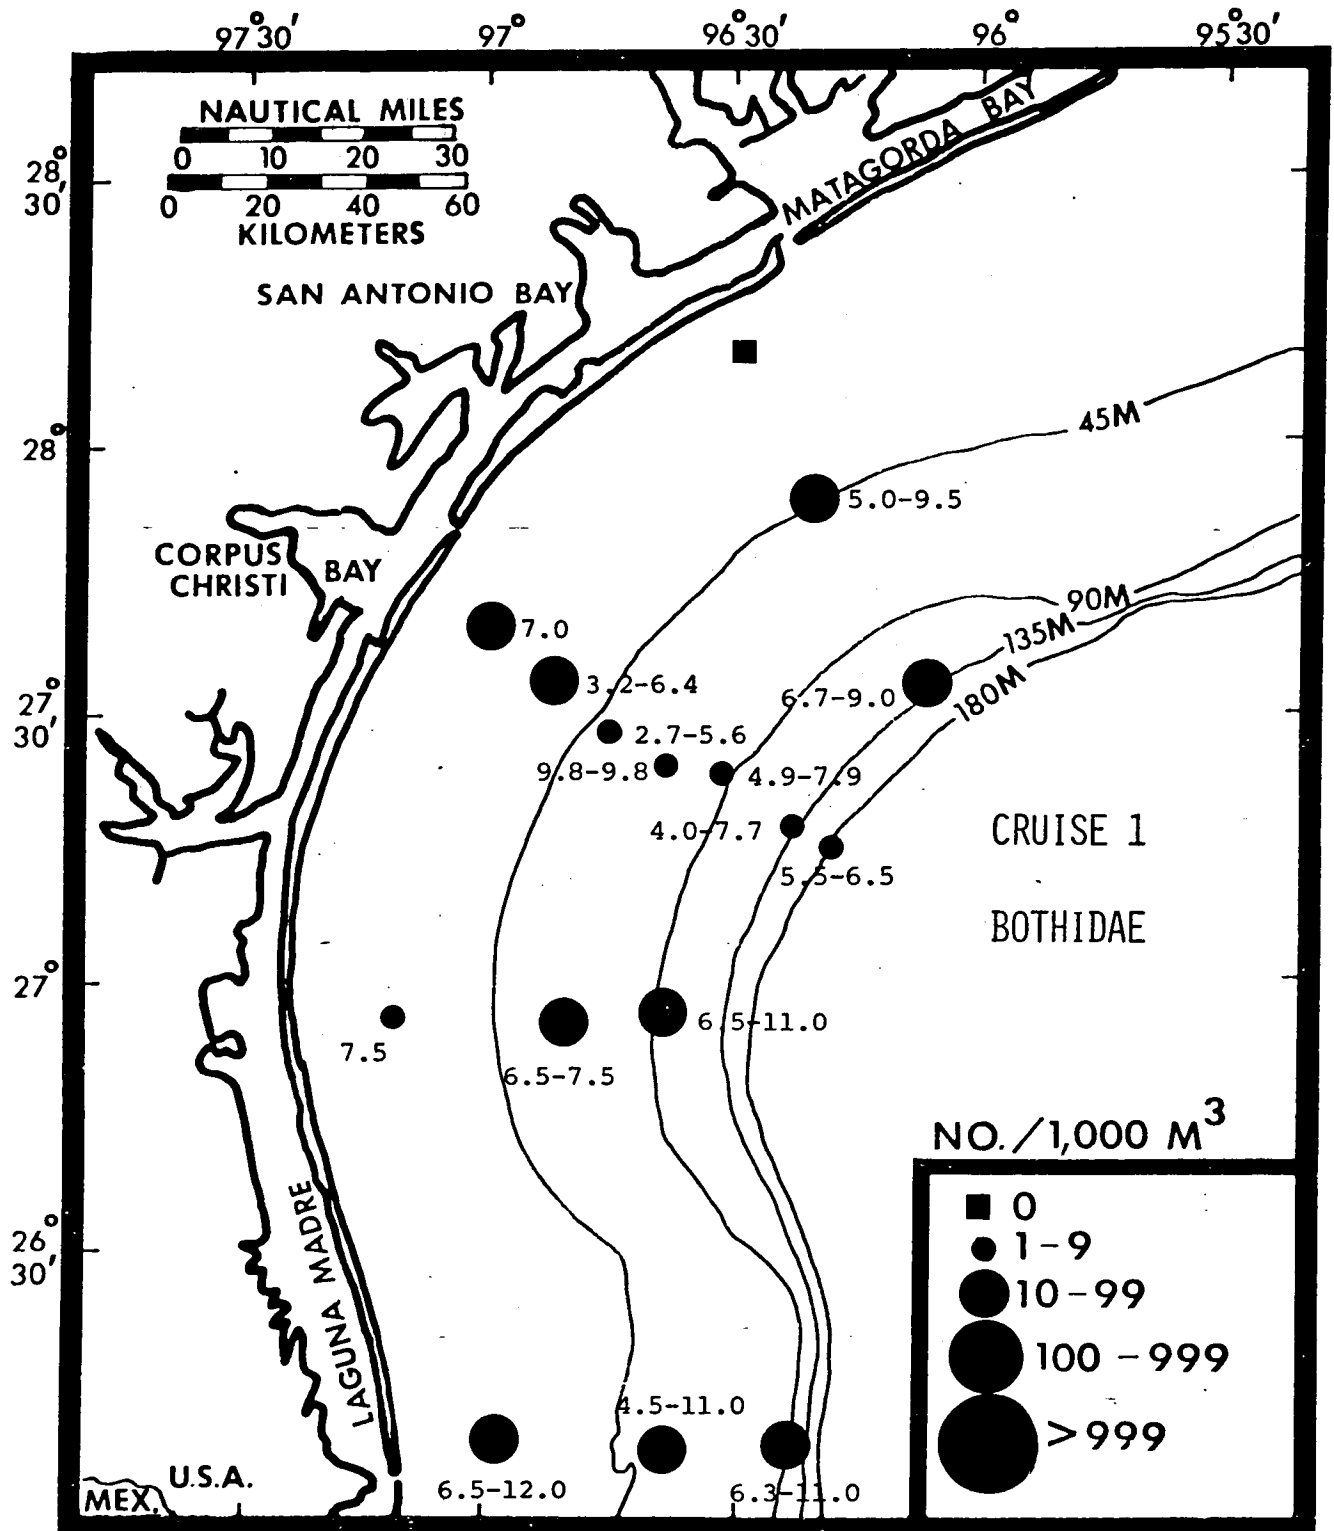 97°30' 97° 96°30' 96° 95°30'
NAUTICAL MILES
0 10 20 30
0 20 40 60
KILOMETERS
28°
30'
MATAGORDA BAY
SAN ANTONIO BAY
28°
45M
5.0-9.5
CORPUS
CHRISTI
BAY
7.0
90M
135M
180M
3.2-6.4
6.7-9.0
27°
30'
2.7-5.6
9.8-9.8
4.9-7.9
4.0-7.7
5.5-6.5
CRUISE 1
BOTHIDAE
27°
7.5
6.5-7.5
6.5-11.0
26°
30'
LAGUNA MADRE
4.5-11.0
6.5-12.0
6.3-11.0
U.S.A.
MEX.
NO./1,000 M³
0
1-9
10-99
100-999
>999